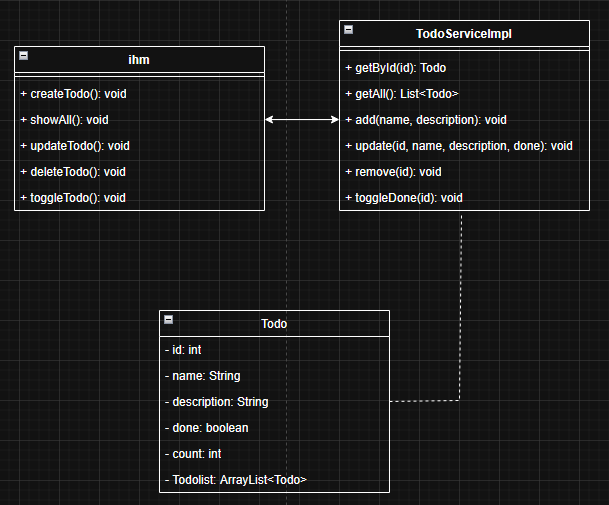 ihm
+ createTodo(): void
+ showAll(): void
+ updateTodo(): void
+ deleteTodo(): void
+ toggleTodo(): void
TodoServiceImpl
+ getById(id): Todo
+ getAll(): List<Todo>
+ add(name, description): void
+ update(id, name, description, done): void
+ remove(id): void
+ toggleDone(id): void
Todo
- id: int
- name: String
- description: String
- done: boolean
- count: int
- Todolist: ArrayList<Todo>